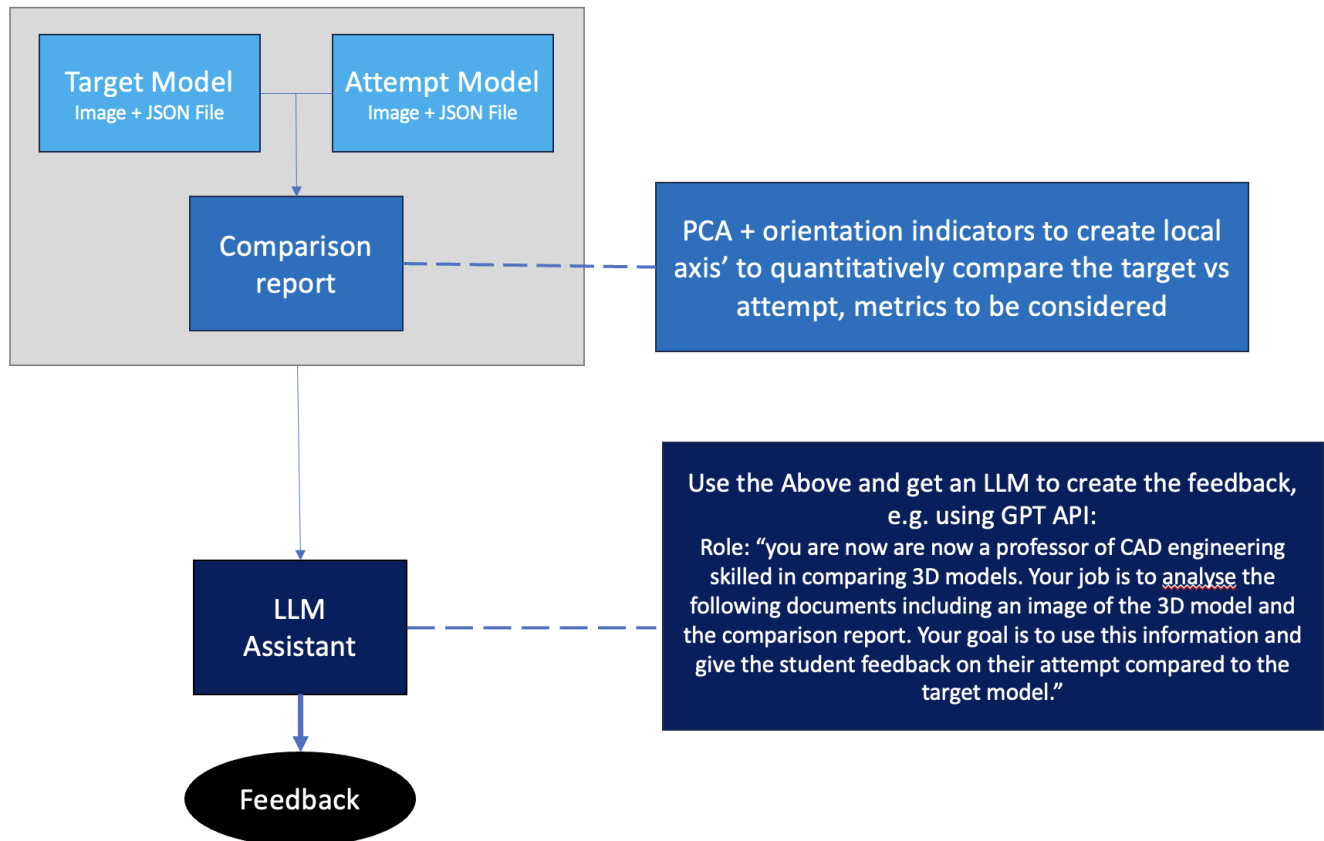 Target Model
Image + JSON File
Attempt Model
Image + JSON File
Comparison
report
PCA + orientation indicators to create local
axis’ to quantitatively compare the target vs
attempt, metrics to be considered
Use the Above and get an LLM to create the feedback,
e.g. using GPT API:
Role: “you are now are now a professor of CAD engineering
skilled in comparing 3D models. Your job is to analyse the
following documents including an image of the 3D model and
the comparison report. Your goal is to use this information and
give the student feedback on their attempt compared to the
target model.”
LLM
Assistant
Feedback